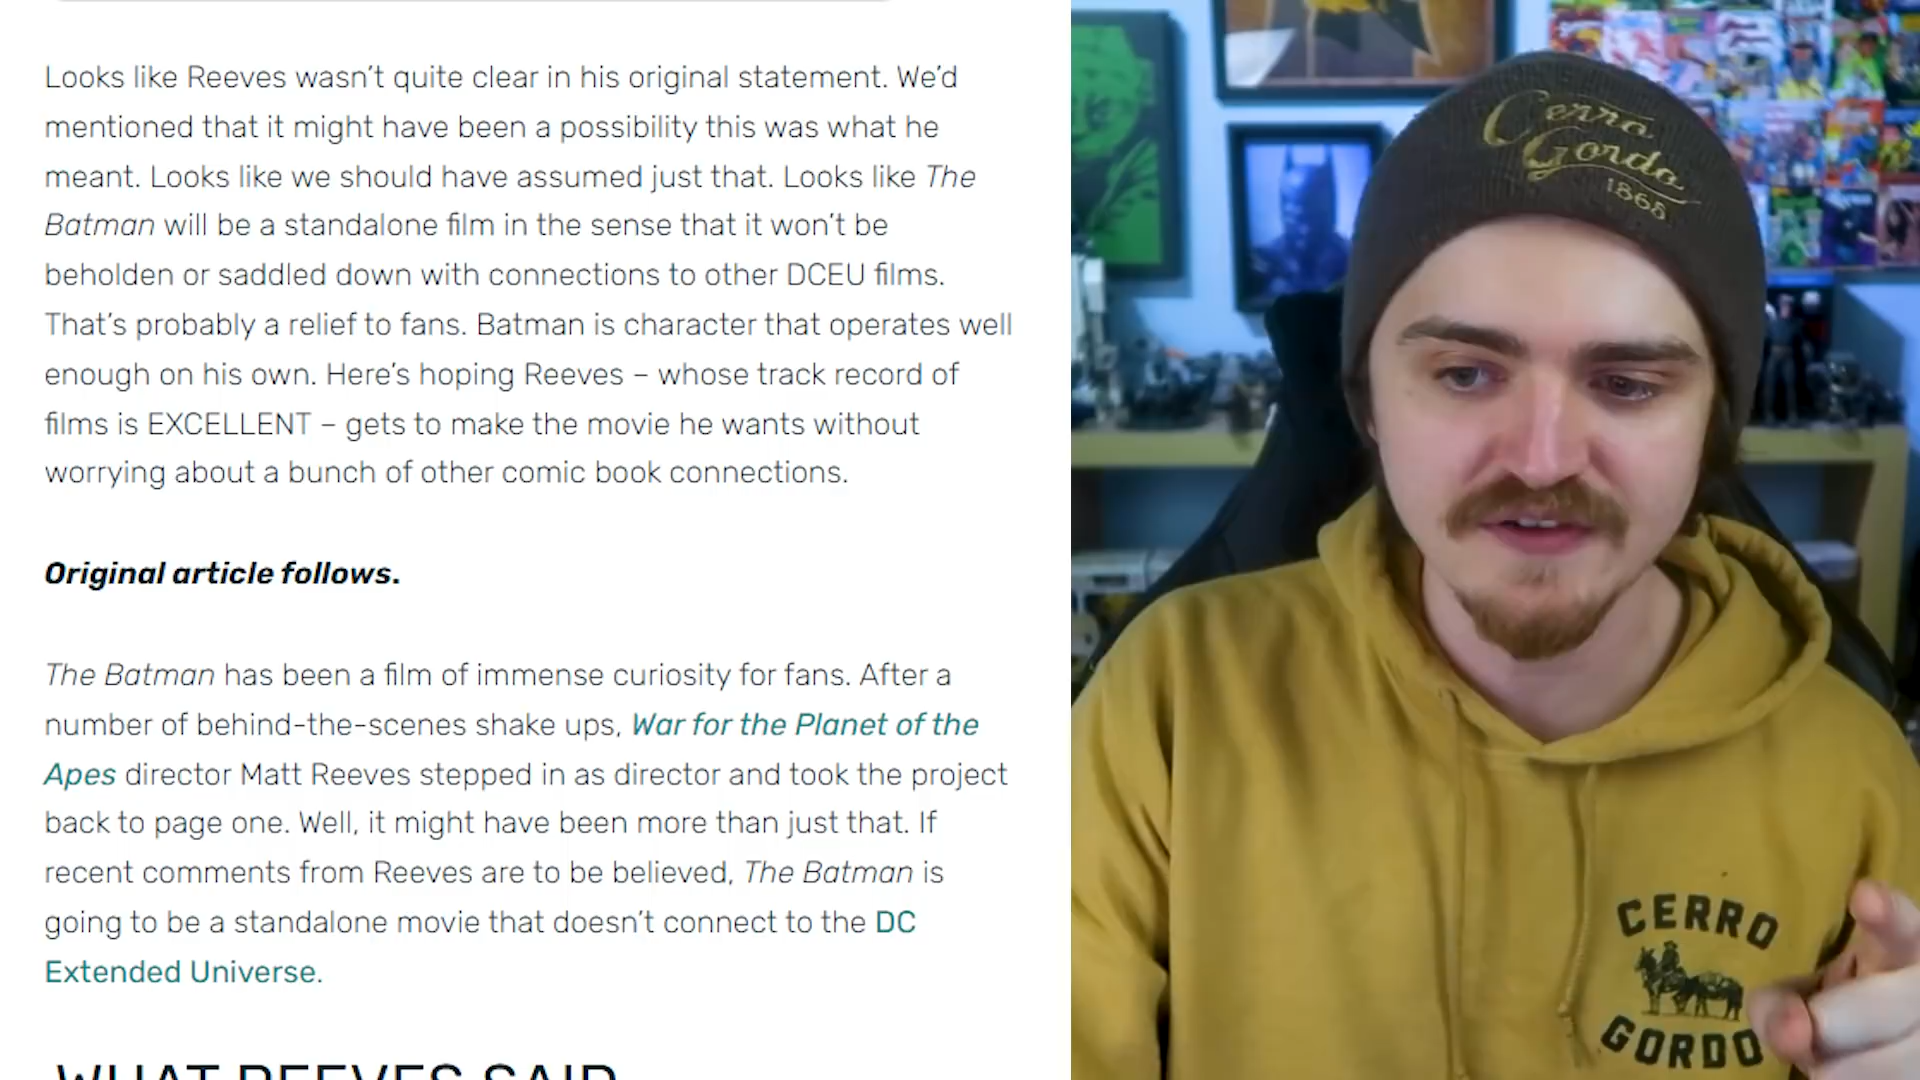 Looks like Reeves wasn't quite clear in his original statement. We'd
mentioned that it might have been a possibility this was what he
meant. Looks like we should have assumed just that. Looks like The
Batman will be a standalone film in the sense that it won't be
beholden or saddled down with connections to other DCEU films.
That's probably a relief to fans. Batman is character that operates well
enough on his own. Here's hoping Reeves – whose track record of
films is EXCELLENT – gets to make the movie he wants without
worrying about a bunch of other comic book connections.
Original article follows.
The Batman has been a film of immense curiosity for fans. After a
number of behind-the-scenes shake ups, War for the Planet of the
Apes director Matt Reeves stepped in as director and took the project
back to page one. Well, it might have been more than just that. If
recent comments from Reeves are to be believed, The Batman is
going to be a standalone movie that doesn't connect to the DC
Extended Universe.
WHAT REEVES SAID
Cerro
Gordo
1865
CERRO
GORDO